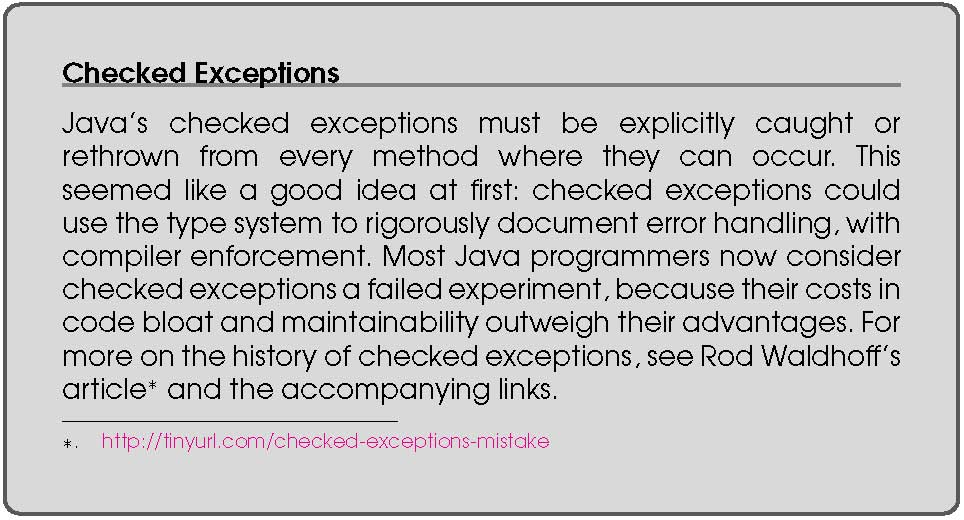 Checked Exceptions
Java's checked exceptions must be explicitly caught or
rethrown from every method where they can occur. This
seemed like a good idea at first: checked exceptions could
use the type system to rigorously document error handling, with
compiler enforcement. Most Java programmers now consider
checked exceptions a failed experiment, because their costs in
code bloat and maintainability outweigh their advantages. For
more on the history of checked exceptions, see Rod Waldhoff's
article* and the accompanying links.
*. http://tinyurl.com/checked-exceptions-mistake